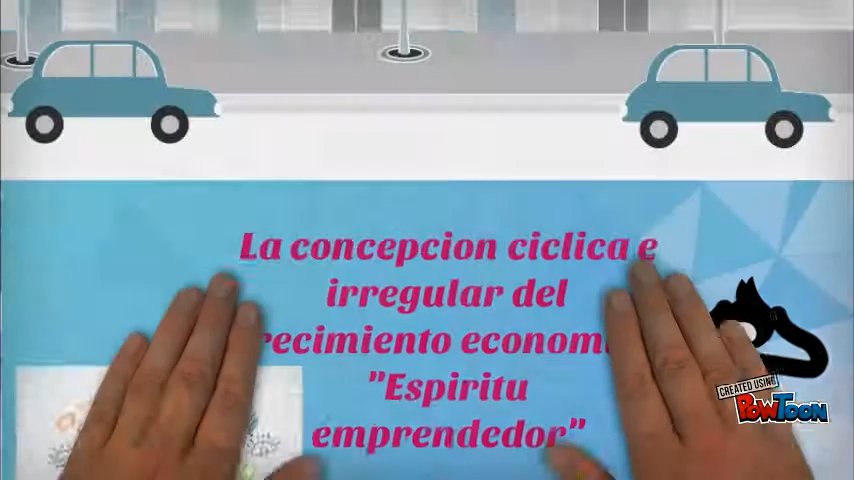 La concepcion ciclica e
irregular del
recimiento econom
"Espiritu
emprendedor"
CREATED USING
POWTOON